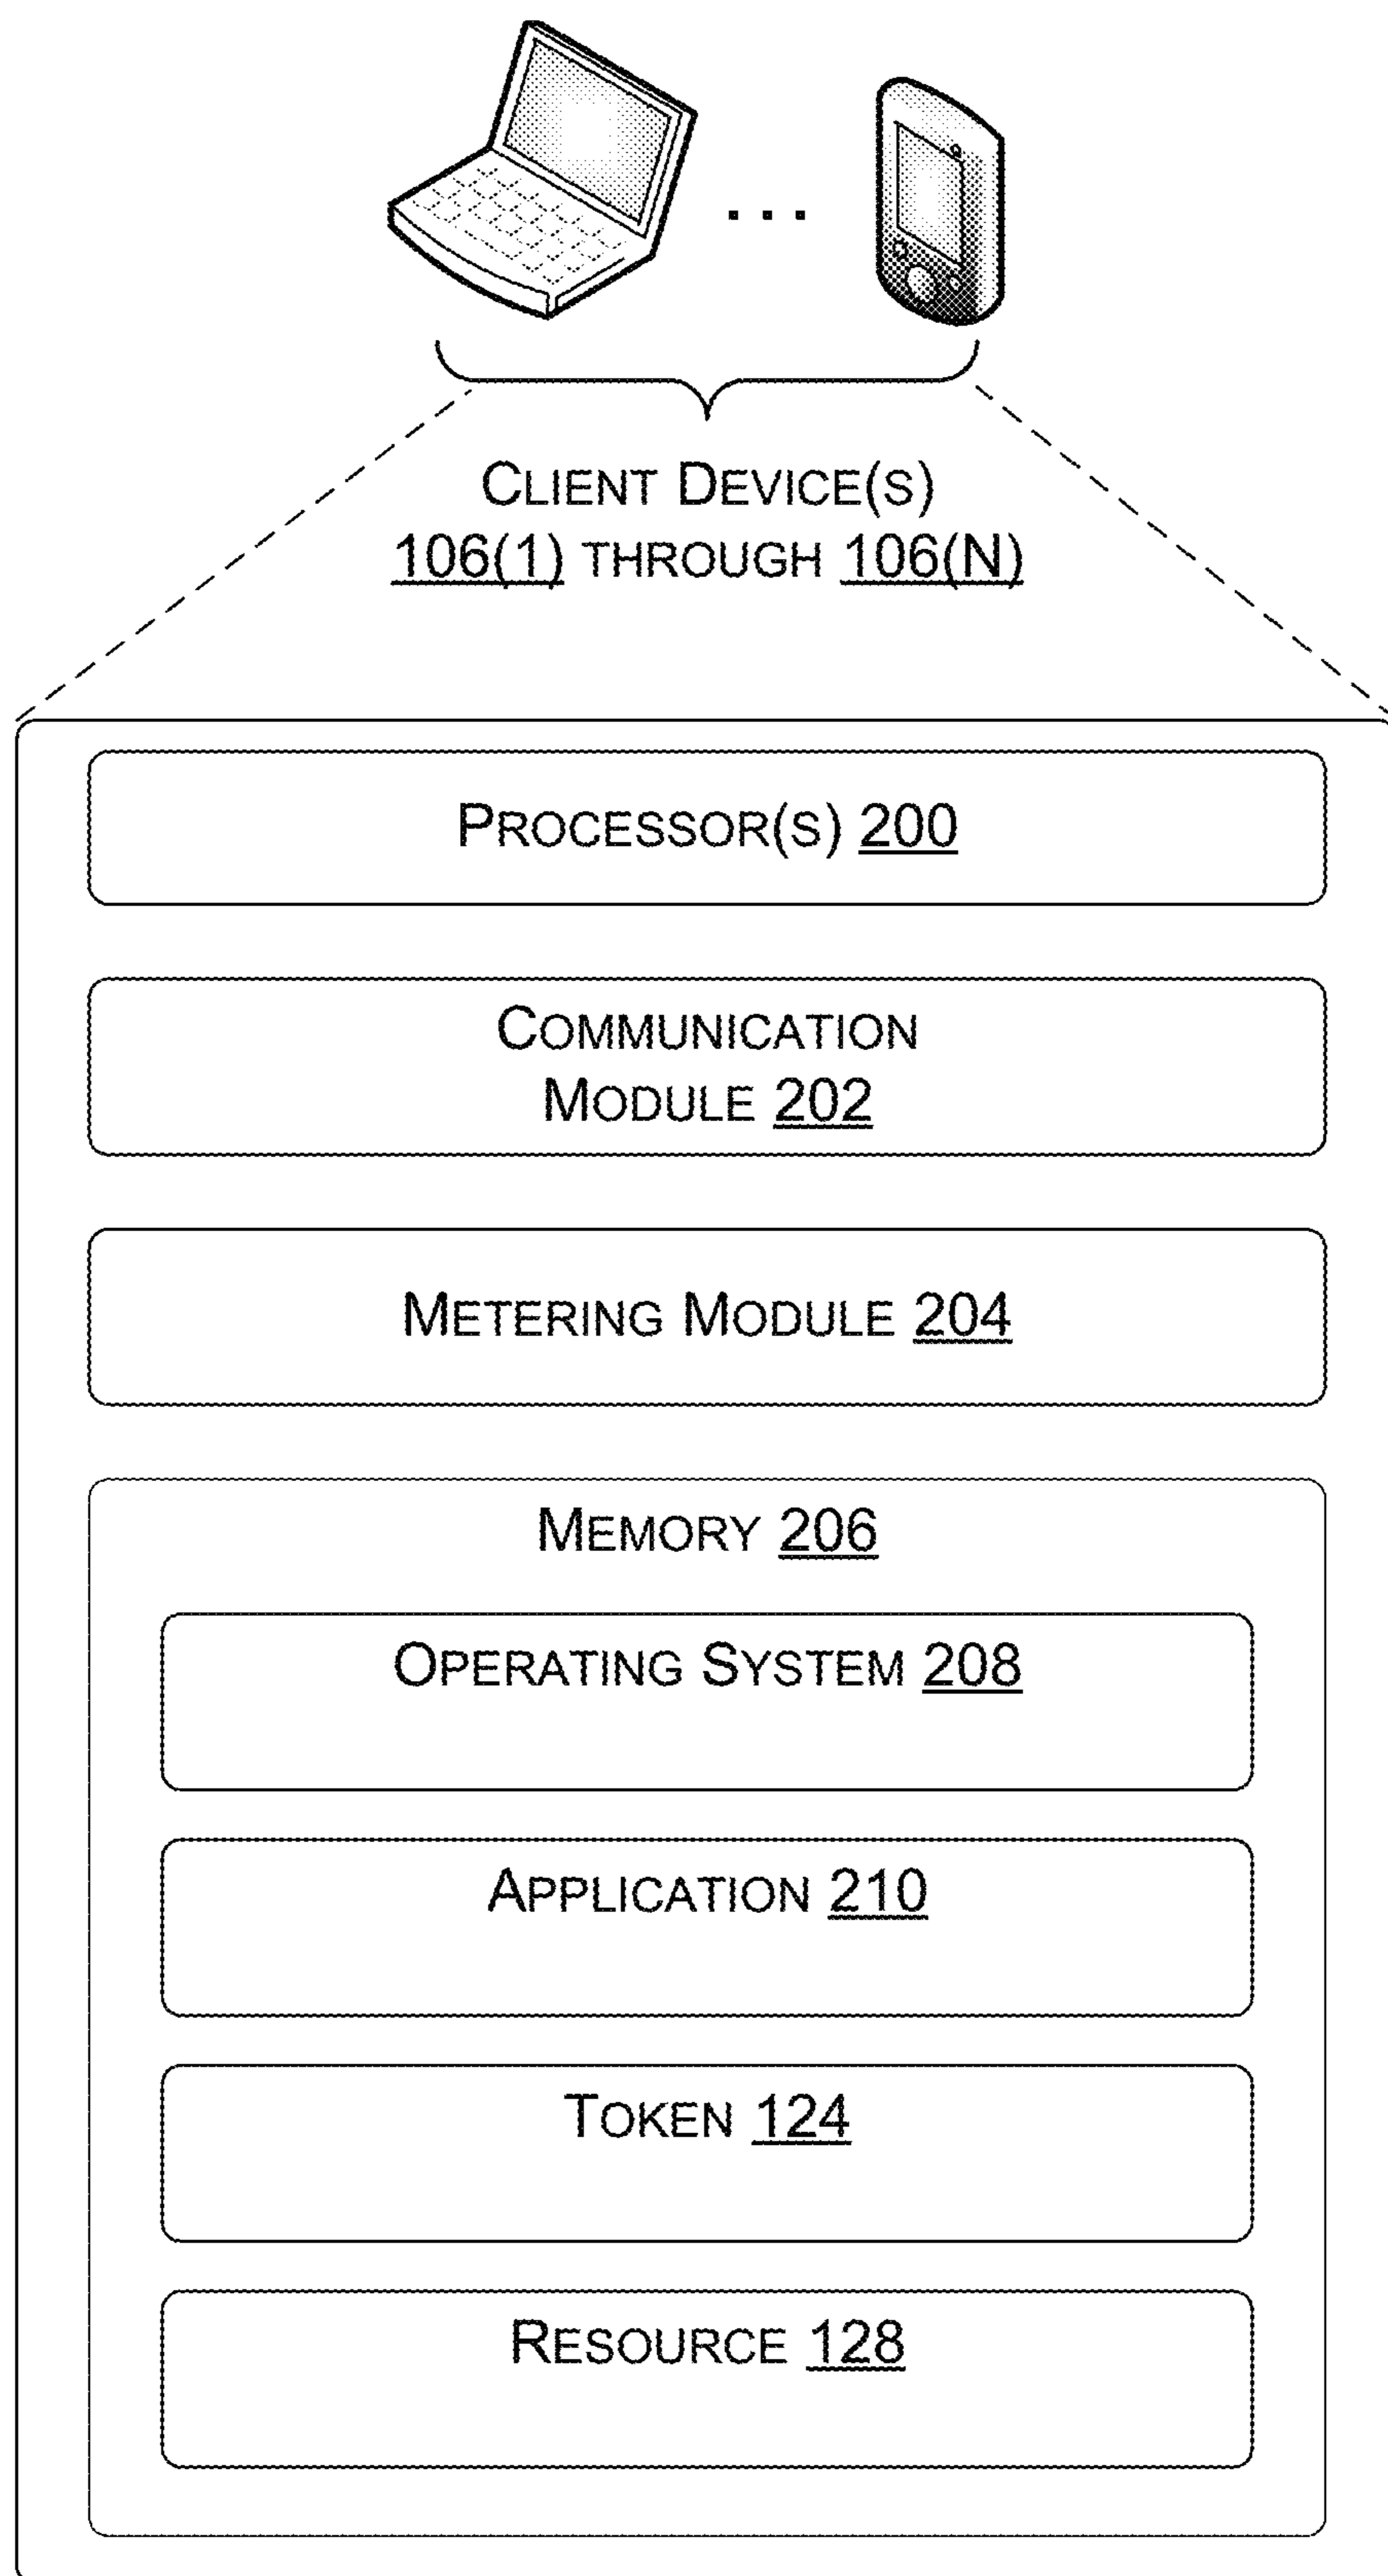 CLIENT DEVICE(S)
106(1) THROUGH 106(N)
PROCESSOR(S) 200
COMMUNICATION
MODULE 202
METERING MODULE 204
MEMORY 206
OPERATING SYSTEM 208
APPLICATION 210
TOKEN 124
RESOURCE 128